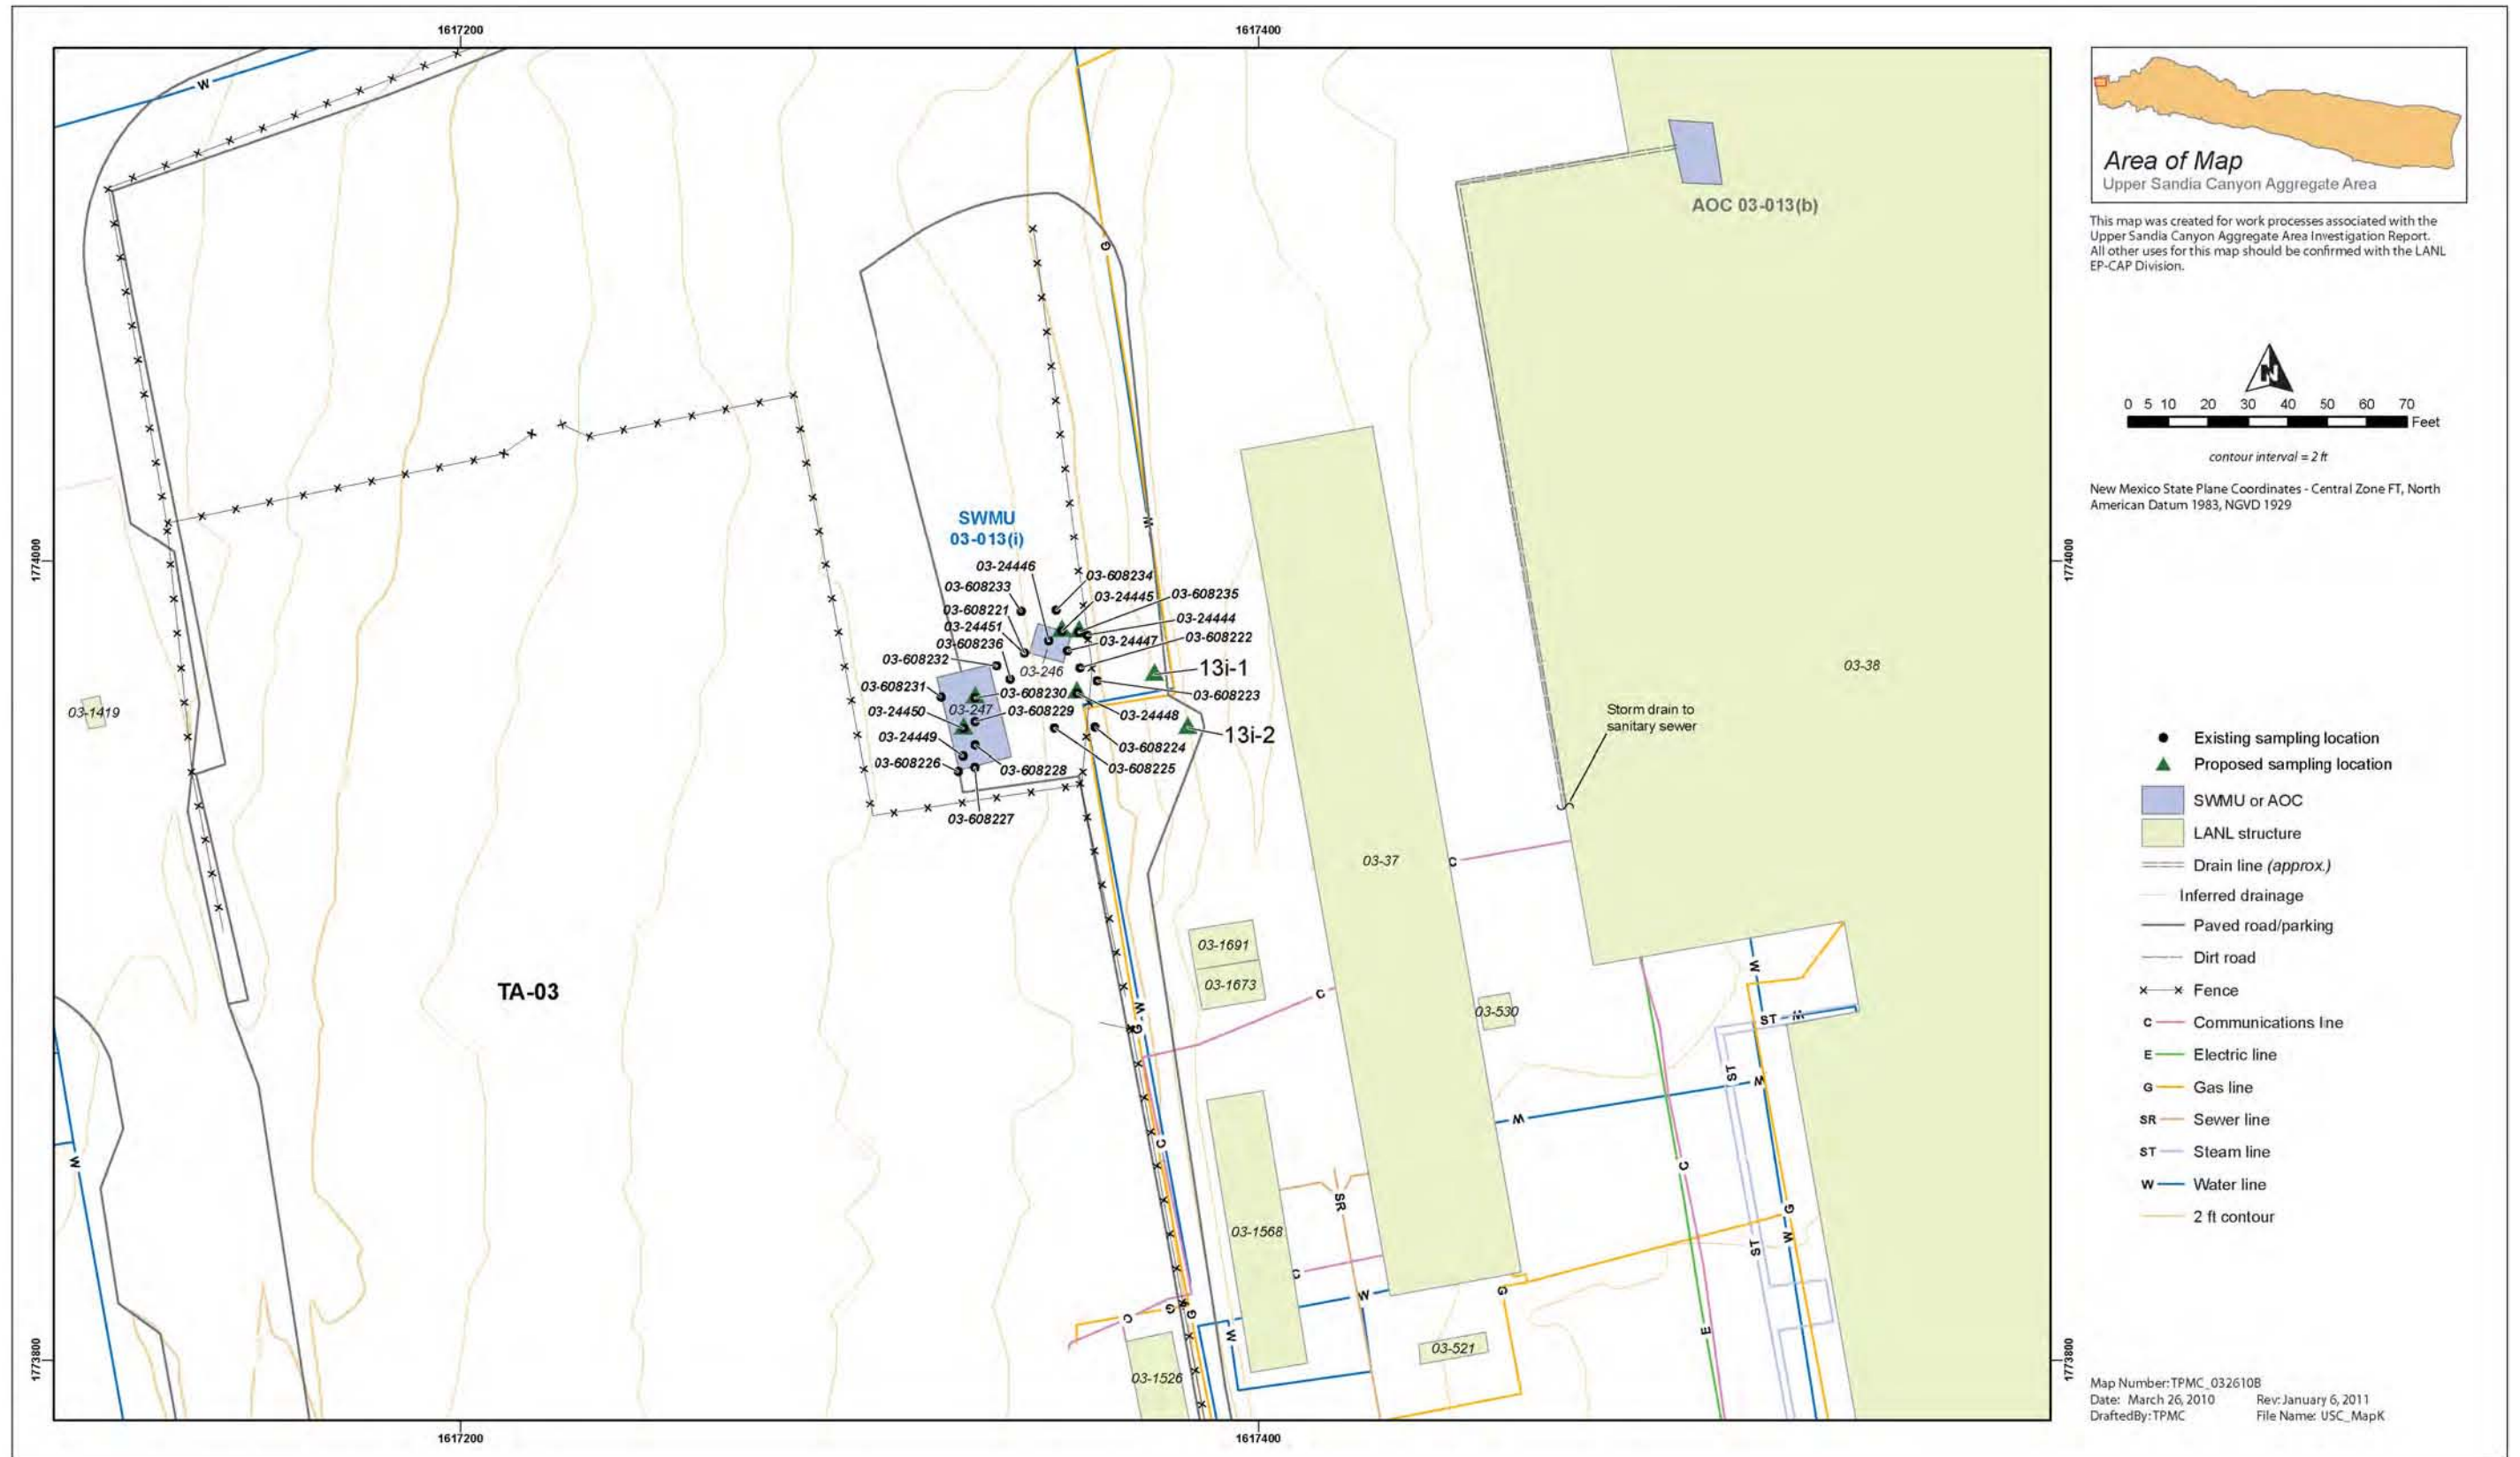 1617200
1617400
W
G
W
AOC 03-013(b)
SWMU
03-013(i)
1774000
1774000
03-24446
03-608234
03-608233
03-24445
03-608235
03-608221
03-24444
03-24451
03-608222
03-24447
03-608236
03-608232
03-246
13i-1
03-608231
03-608230
03-608223
03-24450
03-247
03-608229
03-24448
03-24449
13i-2
03-608224
03-608226
03-608228
03-608225
03-608227
03-1419
03-38
Storm drain to
sanitary sewer
03-37
C
03-1691
03-1673
TA-03
C
03-530
W
ST
W
G
W
ST
W
W
C
W
C
SR
G
W
03-1568
ST
C
W
G
C
G
G
W
E
03-521
03-1526
1773800
1773800
1617200
1617400
Area of Map
Upper Sandia Canyon Aggregate Area
This map was created for work processes associated with the
Upper Sandia Canyon Aggregate Area Investigation Report.
All other uses for this map should be confirmed with the LANL
EP-CAP Division.
N
0 5 10 20 30 40 50 60 70
Feet
contour interval = 2 ft
New Mexico State Plane Coordinates - Central Zone FT, North
American Datum 1983, NGVD 1929
Existing sampling location
Proposed sampling location
SWMU or AOC
LANL structure
Drain line (approx.)
Inferred drainage
Paved road/parking
Dirt road
Fence
C Communications line
E Electric line
G Gas line
SR Sewer line
ST Steam line
W Water line
2 ft contour
Map Number: TPMC_032610B
Date: March 26, 2010 Rev: January 6, 2011
DraftedBy: TPMC File Name: USC_MapK